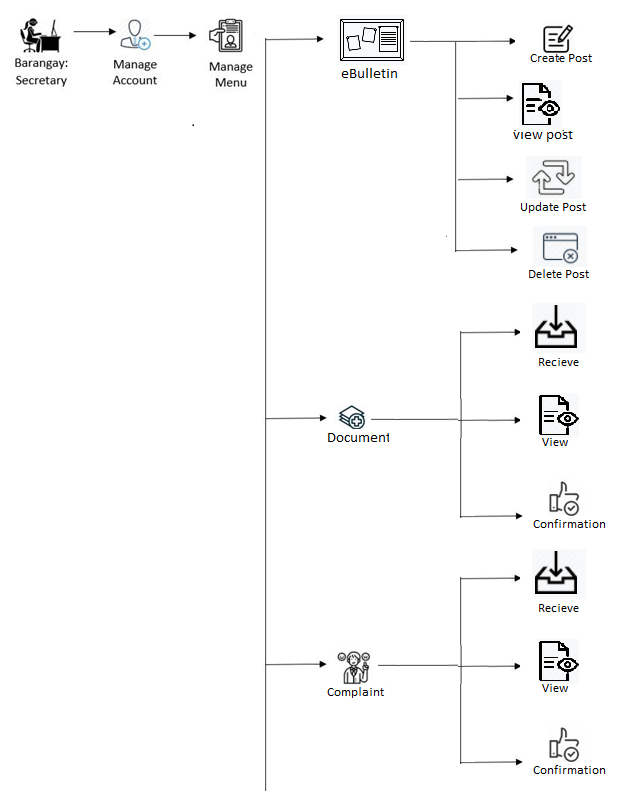 Barangay:
Secretary
Manage
Account
Manage
Menu
eBulletin
Create Post
View post
Update Post
Delete Post
Document
Recieve
View
Confirmation
Complaint
Recieve
View
Confirmation